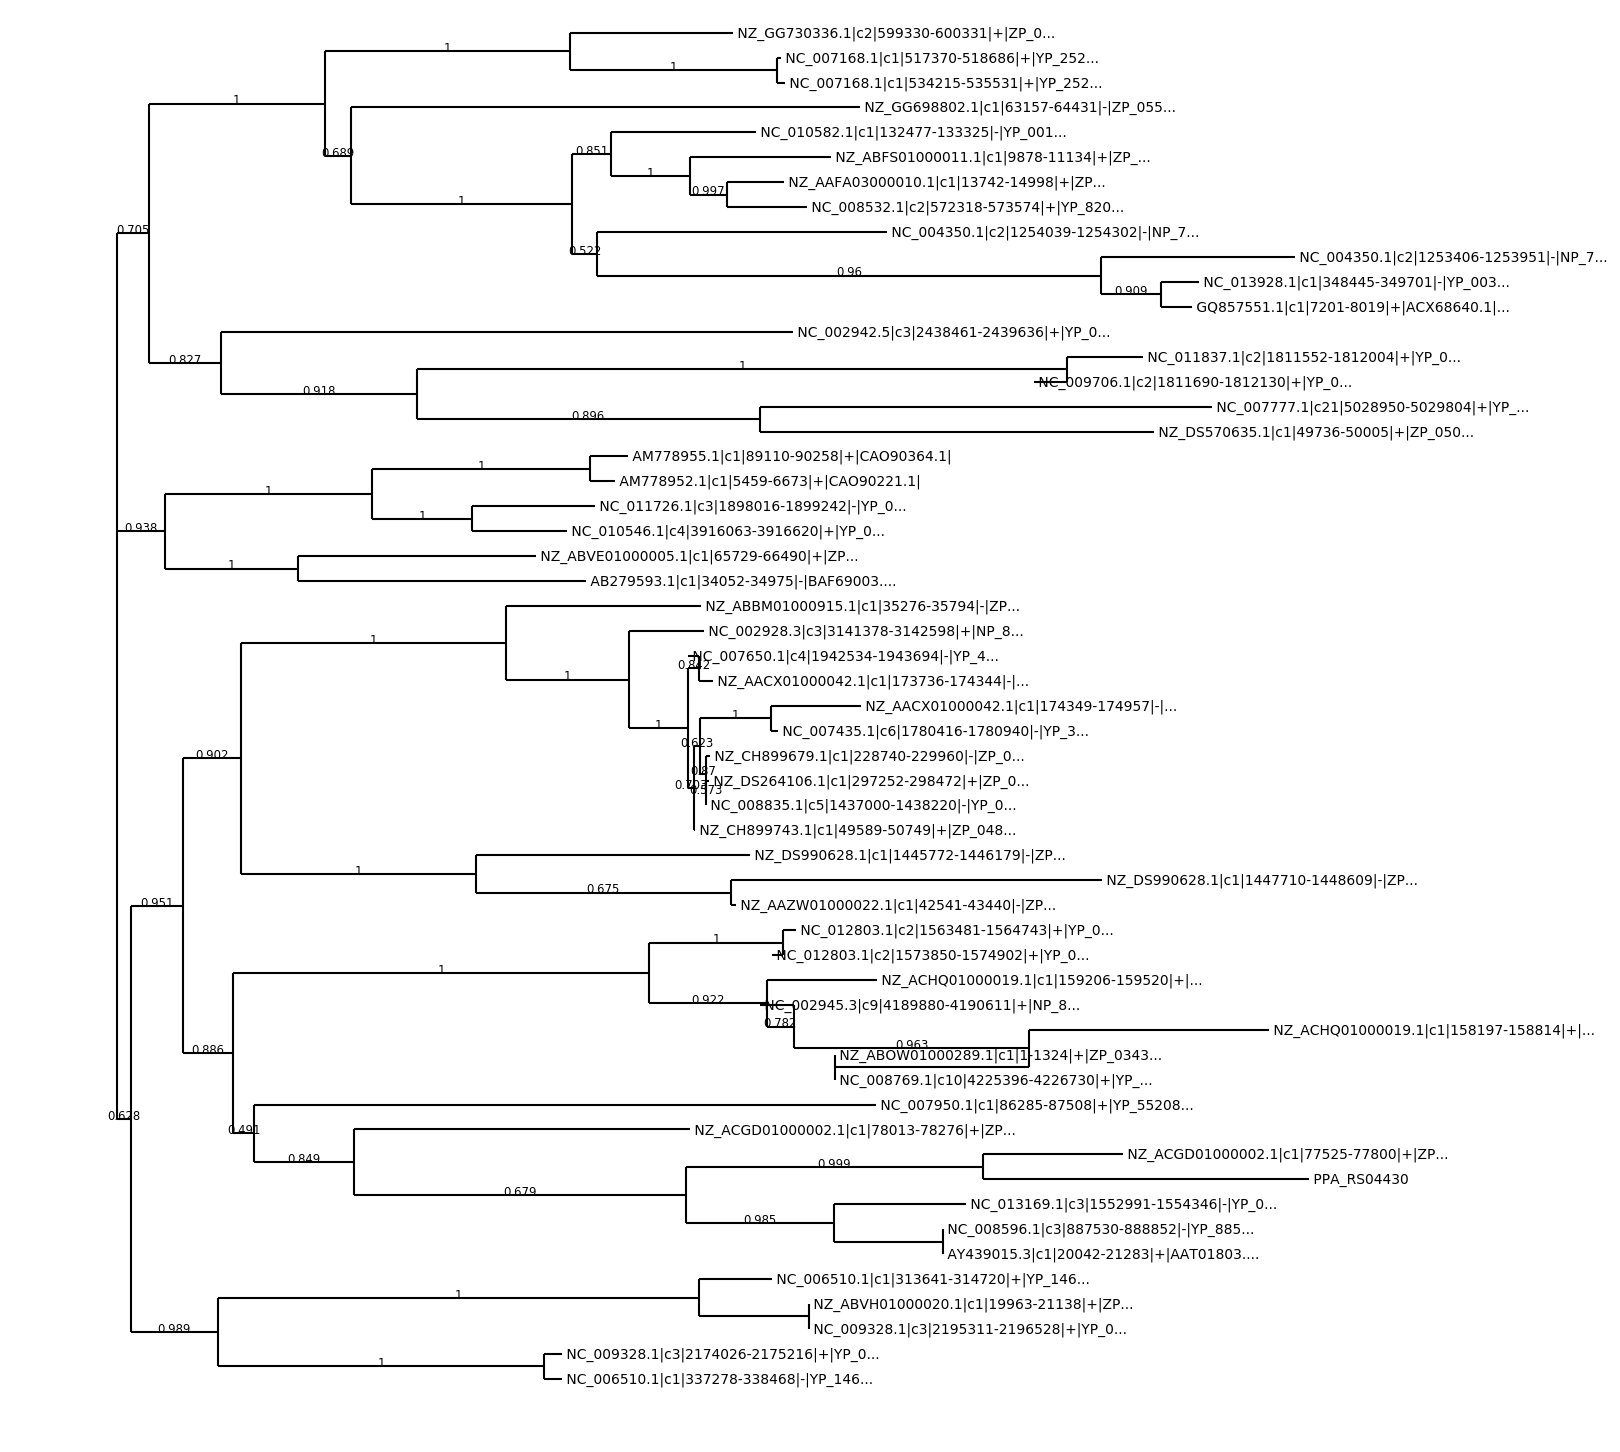 NZ_GG730336.1|c2|599330-600331|+|ZP_0...
1
NC_007168.1|c1|517370-518686|+|YP_252...
1
NC_007168.1|c1|534215-535531|+|YP_252...
1
NZ_GG698802.1|c1|63157-64431|-|ZP_055...
NC_010582.1|c1|132477-133325|-|YP_001...
0.689
0.851
NZ_ABFS01000011.1|c1|9878-11134|+|ZP_...
1
NZ_AAFA03000010.1|c1|13742-14998|+|ZP...
0.997
1
NC_008532.1|c2|572318-573574|+|YP_820...
0.705
NC_004350.1|c2|1254039-1254302|-|NP_7...
0.522
NC_004350.1|c2|1253406-1253951|-|NP_7...
0.96
NC_013928.1|c1|348445-349701|-|YP_003...
0.909
GQ857551.1|c1|7201-8019|+|ACX68640.1|...
NC_002942.5|c3|2438461-2439636|+|YP_0...
0.827
NC_011837.1|c2|1811552-1812004|+|YP_0...
1
NC_009706.1|c2|1811690-1812130|+|YP_0...
0.918
NC_007777.1|c21|5028950-5029804|+|YP_...
0.896
NZ_DS570635.1|c1|49736-50005|+|ZP_050...
AM778955.1|c1|89110-90258|+|CAO90364.1|
1
AM778952.1|c1|5459-6673|+|CAO90221.1|
1
NC_011726.1|c3|1898016-1899242|-|YP_0...
1
0.938
NC_010546.1|c4|3916063-3916620|+|YP_0...
NZ_ABVE01000005.1|c1|65729-66490|+|ZP...
1
AB279593.1|c1|34052-34975|-|BAF69003....
NZ_ABBM01000915.1|c1|35276-35794|-|ZP...
NC_002928.3|c3|3141378-3142598|+|NP_8...
1
NC_007650.1|c4|1942534-1943694|-|YP_4...
0.842
1
NZ_AACX01000042.1|c1|173736-174344|-|...
NZ_AACX01000042.1|c1|174349-174957|-|...
1
1
NC_007435.1|c6|1780416-1780940|-|YP_3...
0.623
0.902
NZ_CH899679.1|c1|228740-229960|-|ZP_0...
0.87
NZ_DS264106.1|c1|297252-298472|+|ZP_0...
0.573
NC_008835.1|c5|1437000-1438220|-|YP_0...
NZ_CH899743.1|c1|49589-50749|+|ZP_048...
NZ_DS990628.1|c1|1445772-1446179|-|ZP...
1
NZ_DS990628.1|c1|1447710-1448609|-|ZP...
0.675
0.951
NZ_AAZW01000022.1|c1|42541-43440|-|ZP...
NC_012803.1|c2|1563481-1564743|+|YP_0...
1
NC_012803.1|c2|1573850-1574902|+|YP_0...
1
NZ_ACHQ01000019.1|c1|159206-159520|+|...
0.922
NC_002945.3|c9|4189880-4190611|+|NP_8...
0.782
NZ_ACHQ01000019.1|c1|158197-158814|+|...
0.963
0.886
NZ_ABOW01000289.1|c1|1-1324|+|ZP_0343...
NC_008769.1|c10|4225396-4226730|+|YP_...
NC_007950.1|c1|86285-87508|+|YP_55208...
0.628
0.491
NZ_ACGD01000002.1|c1|78013-78276|+|ZP...
NZ_ACGD01000002.1|c1|77525-77800|+|ZP...
0.849
0.999
PPA_RS04430
0.679
NC_013169.1|c3|1552991-1554346|-|YP_0...
0.985
NC_008596.1|c3|887530-888852|-|YP_885...
AY439015.3|c1|20042-21283|+|AAT01803....
NC_006510.1|c1|313641-314720|+|YP_146...
1
NZ_ABVH01000020.1|c1|19963-21138|+|ZP...
0.989
NC_009328.1|c3|2195311-2196528|+|YP_0...
NC_009328.1|c3|2174026-2175216|+|YP_0...
1
NC_006510.1|c1|337278-338468|-|YP_146...